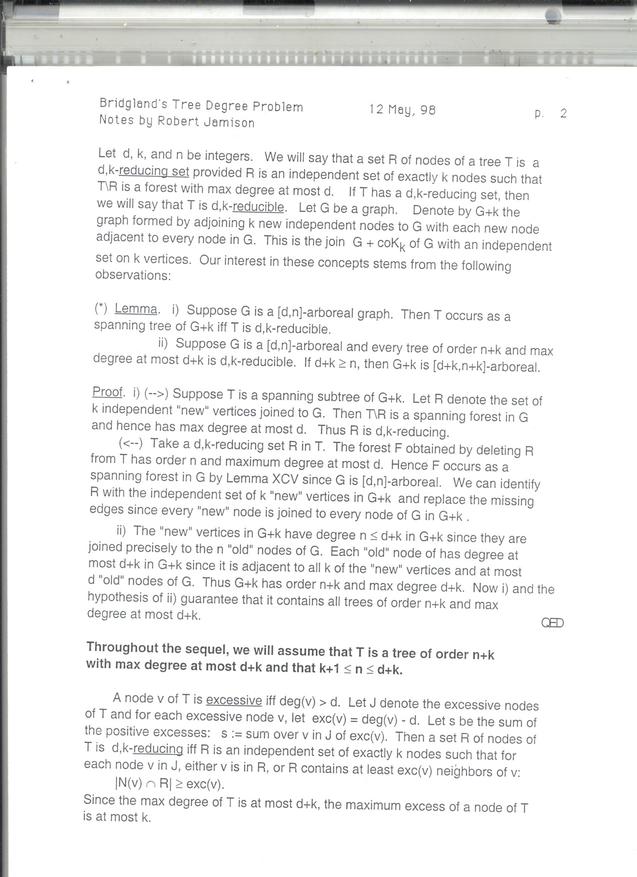 Bridgland's Tree Degree Problem 12 May, 98 p. 2
Notes by Robert Jamison
Let d, k, and n be integers. We will say that a set R of nodes of a tree T is a
d,k-reducing set provided R is an independent set of exactly k nodes such that
T\R is a forest with max degree at most d. If T has a d,k-reducing set, then
we will say that T is d,k-reducible. Let G be a graph. Denote by G+k the
graph formed by adjoining k new independent nodes to G with each new node
adjacent to every node in G. This is the join G + coKk of G with an independent
set on k vertices. Our interest in these concepts stems from the following
observations:
(*) Lemma. i) Suppose G is a [d,n]-arboreal graph. Then T occurs as a
spanning tree of G+k iff T is d,k-reducible.
ii) Suppose G is a [d,n]-arboreal and every tree of order n+k and max
degree at most d+k is d,k-reducible. If d+k ≥ n, then G+k is [d+k,n+k]-arboreal.
Proof. i) (-->) Suppose T is a spanning subtree of G+k. Let R denote the set of
k independent "new" vertices joined to G. Then T\R is a spanning forest in G
and hence has max degree at most d. Thus R is d,k-reducing.
(<--) Take a d,k-reducing set R in T. The forest F obtained by deleting R
from T has order n and maximum degree at most d. Hence F occurs as a
spanning forest in G by Lemma XCV since G is [d,n]-arboreal. We can identify
R with the independent set of k "new" vertices in G+k and replace the missing
edges since every "new" node is joined to every node of G in G+k .
ii) The "new" vertices in G+k have degree n ≤ d+k in G+k since they are
joined precisely to the n "old" nodes of G. Each "old" node of has degree at
most d+k in G+k since it is adjacent to all k of the "new" vertices and at most
d "old" nodes of G. Thus G+k has order n+k and max degree d+k. Now i) and the
hypothesis of ii) guarantee that it contains all trees of order n+k and max
degree at most d+k. QED
Throughout the sequel, we will assume that T is a tree of order n+k
with max degree at most d+k and that k+1 ≤ n ≤ d+k.
A node v of T is excessive iff deg(v) > d. Let J denote the excessive nodes
of T and for each excessive node v, let exc(v) = deg(v) - d. Let s be the sum of
the positive excesses: s := sum over v in J of exc(v). Then a set R of nodes of
T is d,k-reducing iff R is an independent set of exactly k nodes such that for
each node v in J, either v is in R, or R contains at least exc(v) neighbors of v:
|N(v) ∩ R| ≥ exc(v).
Since the max degree of T is at most d+k, the maximum excess of a node of T
is at most k.